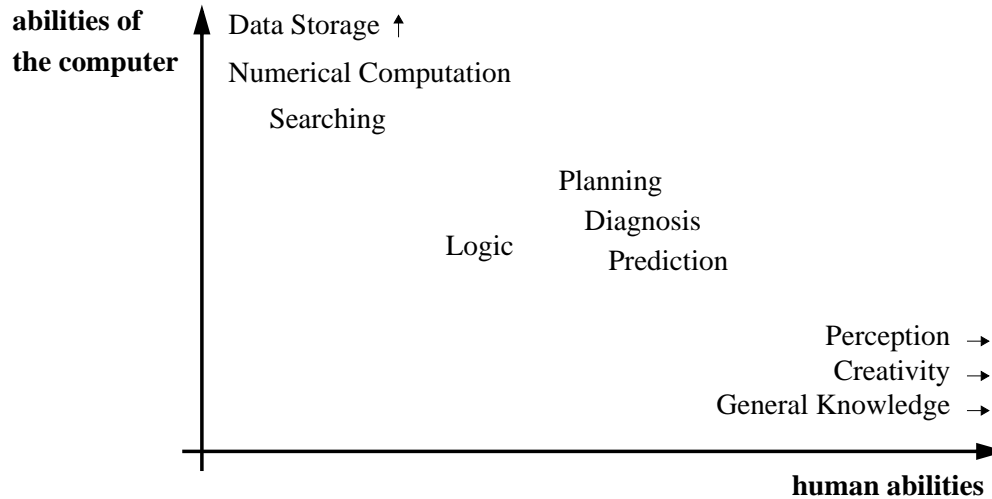 abilities of
the computer
Data Storage
Numerical Computation
Searching
Planning
Diagnosis
Logic
Prediction
Perception
Creativity
General Knowledge
human abilities